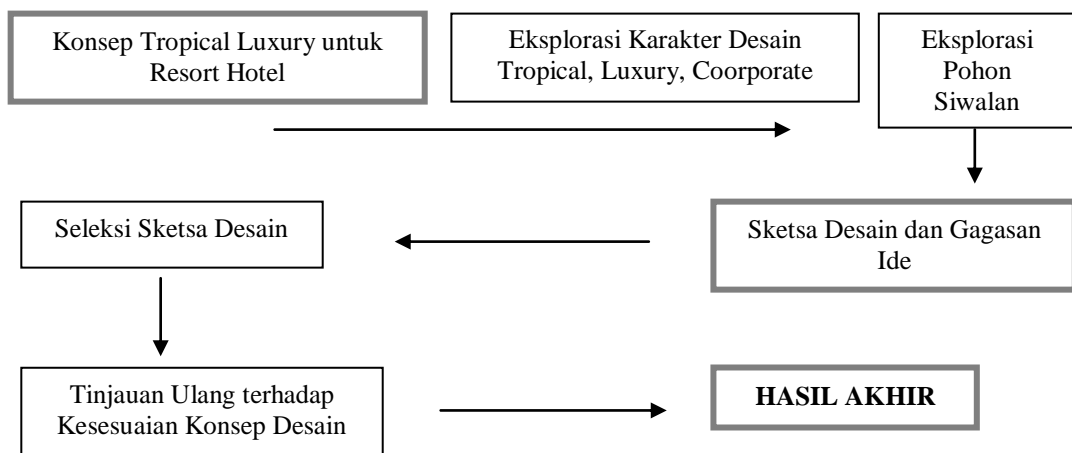 Konsep Tropical Luxury untuk
Resort Hotel
Eksplorasi Karakter Desain
Tropical, Luxury, Coorporate
Eksplorasi
Pohon
Siwalan
Seleksi Sketsa Desain
Sketsa Desain dan Gagasan
Ide
Tinjauan Ulang terhadap
Kesesuaian Konsep Desain
HASIL AKHIR